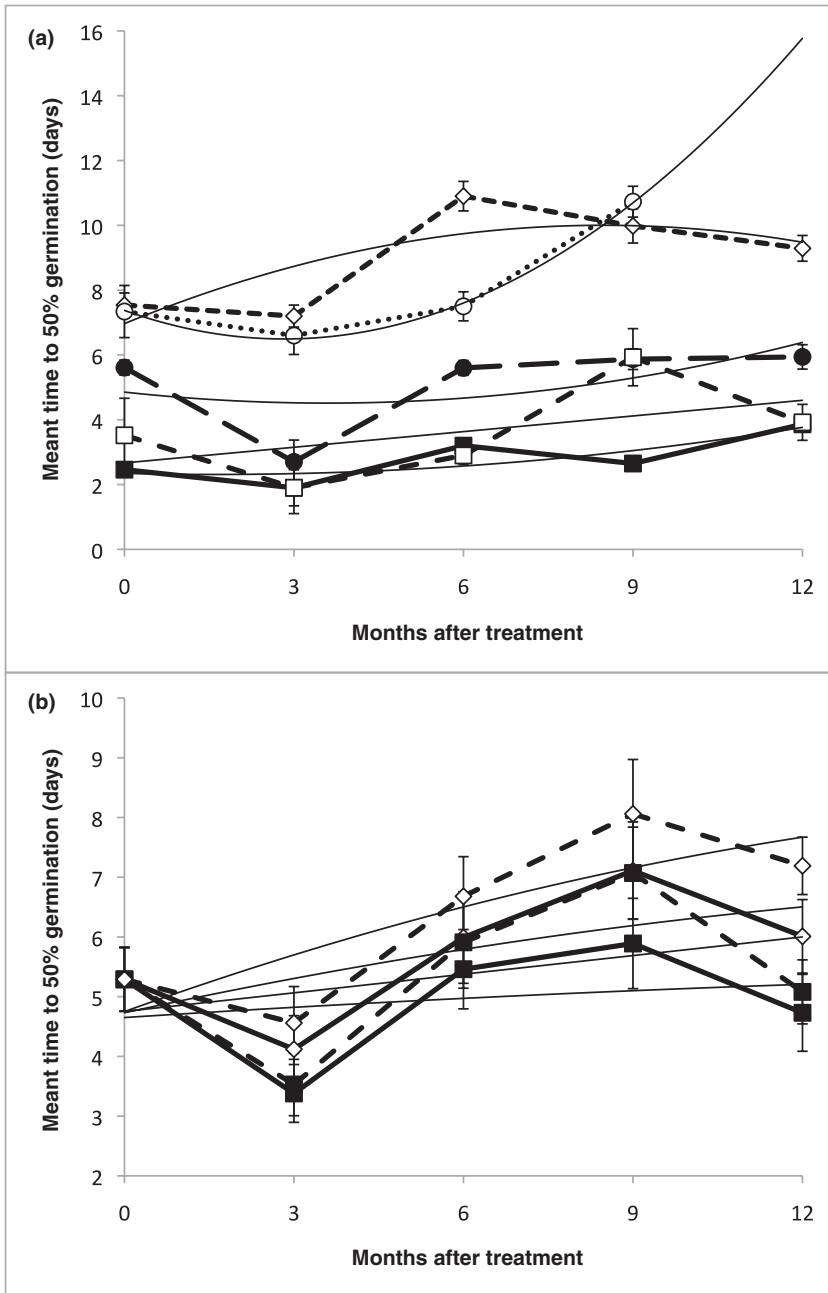 (a)
Meant time to 50% germination (days)
16
14
12
10
8
6
4
2
0
0 3 6 9 12
Months after treatment
(b)
Meant time to 50% germination (days)
10
9
8
7
6
5
4
3
2
0 3 6 9 12
Months after treatment